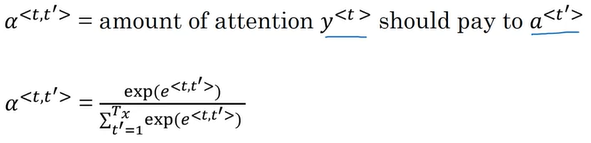 α<t,t′> = amount of attention y<t> should pay to a<t′>
α<t,t′> = exp(e<t,t′>) / Σ_{t′=1}^{Tx} exp(e<t,t′>)